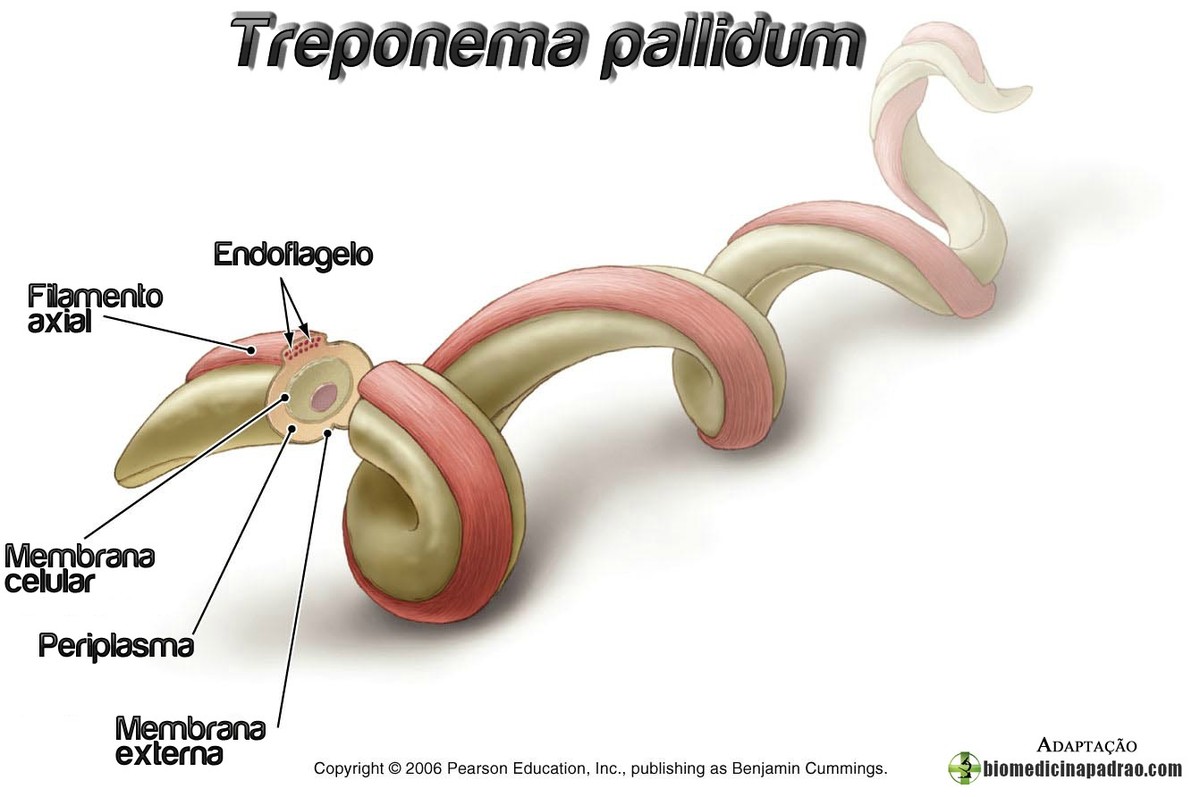 Treponema pallidum
Endoflagelo
Filamento
axial
Membrana
celular
Periplasma
Membrana
externa
Copyright © 2006 Pearson Education, Inc., publishing as Benjamin Cummings.
ADAPTAÇÃO
biomedicinapadrao.com